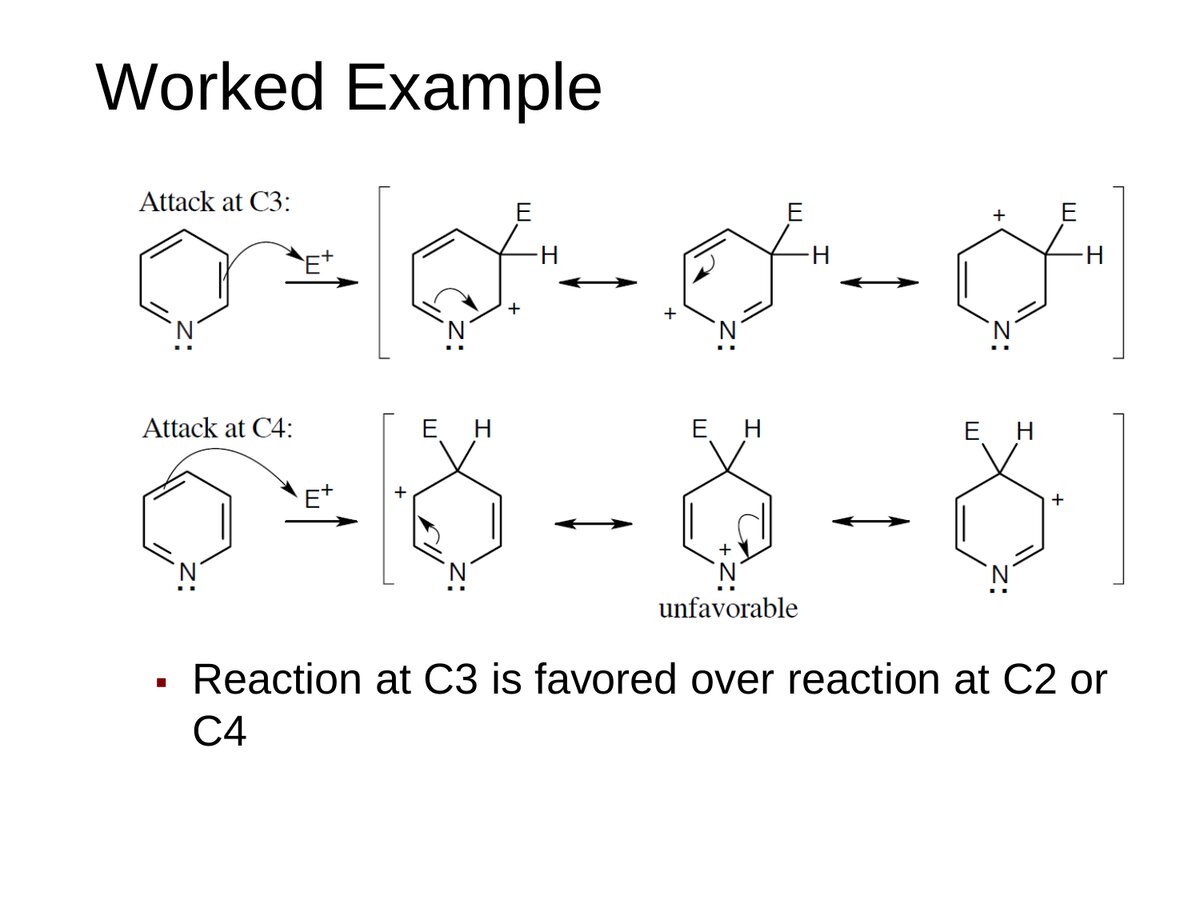 Worked Example
Attack at C3:
E+
E
H
+
N
E
H
+
N
+
E
H
N
N
Attack at C4:
E+
E H
+
N
E H
+
N
E H
+
N
N
unfavorable
▪ Reaction at C3 is favored over reaction at C2 or
C4